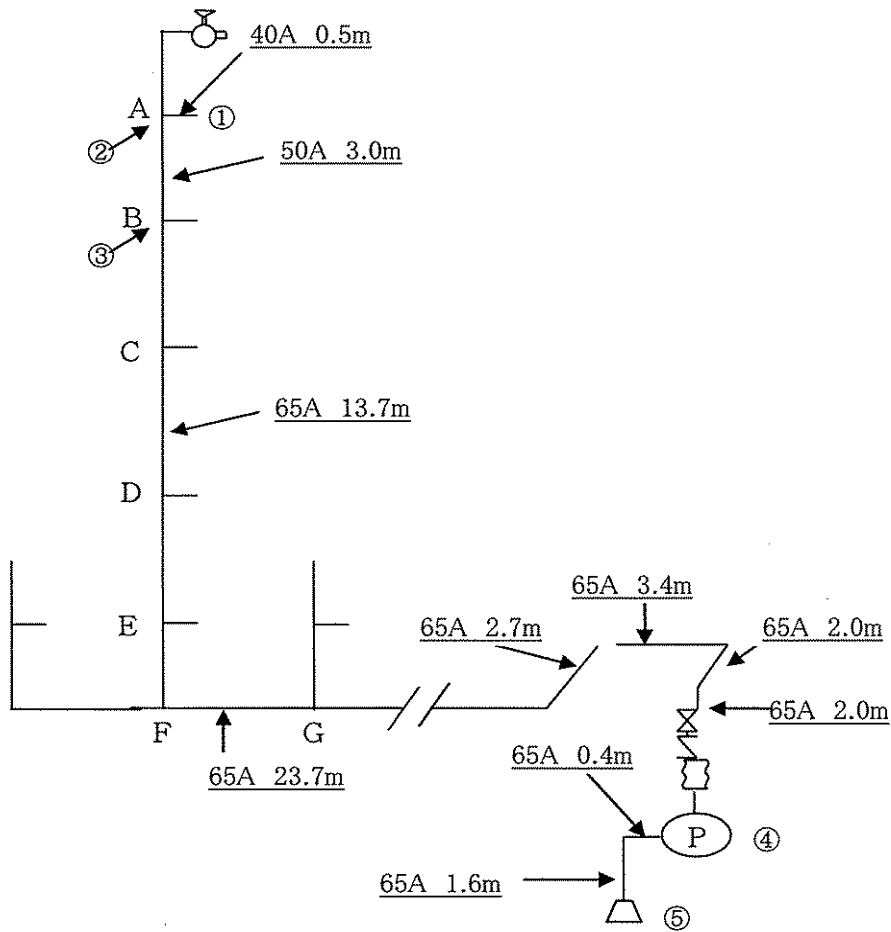 40A 0.5m
A
①
②
50A 3.0m
B
③
C
65A 13.7m
D
65A 3.4m
E
65A 2.7m
65A 2.0m
65A 2.0m
F
G
65A 23.7m
65A 0.4m
P
④
65A 1.6m
⑤